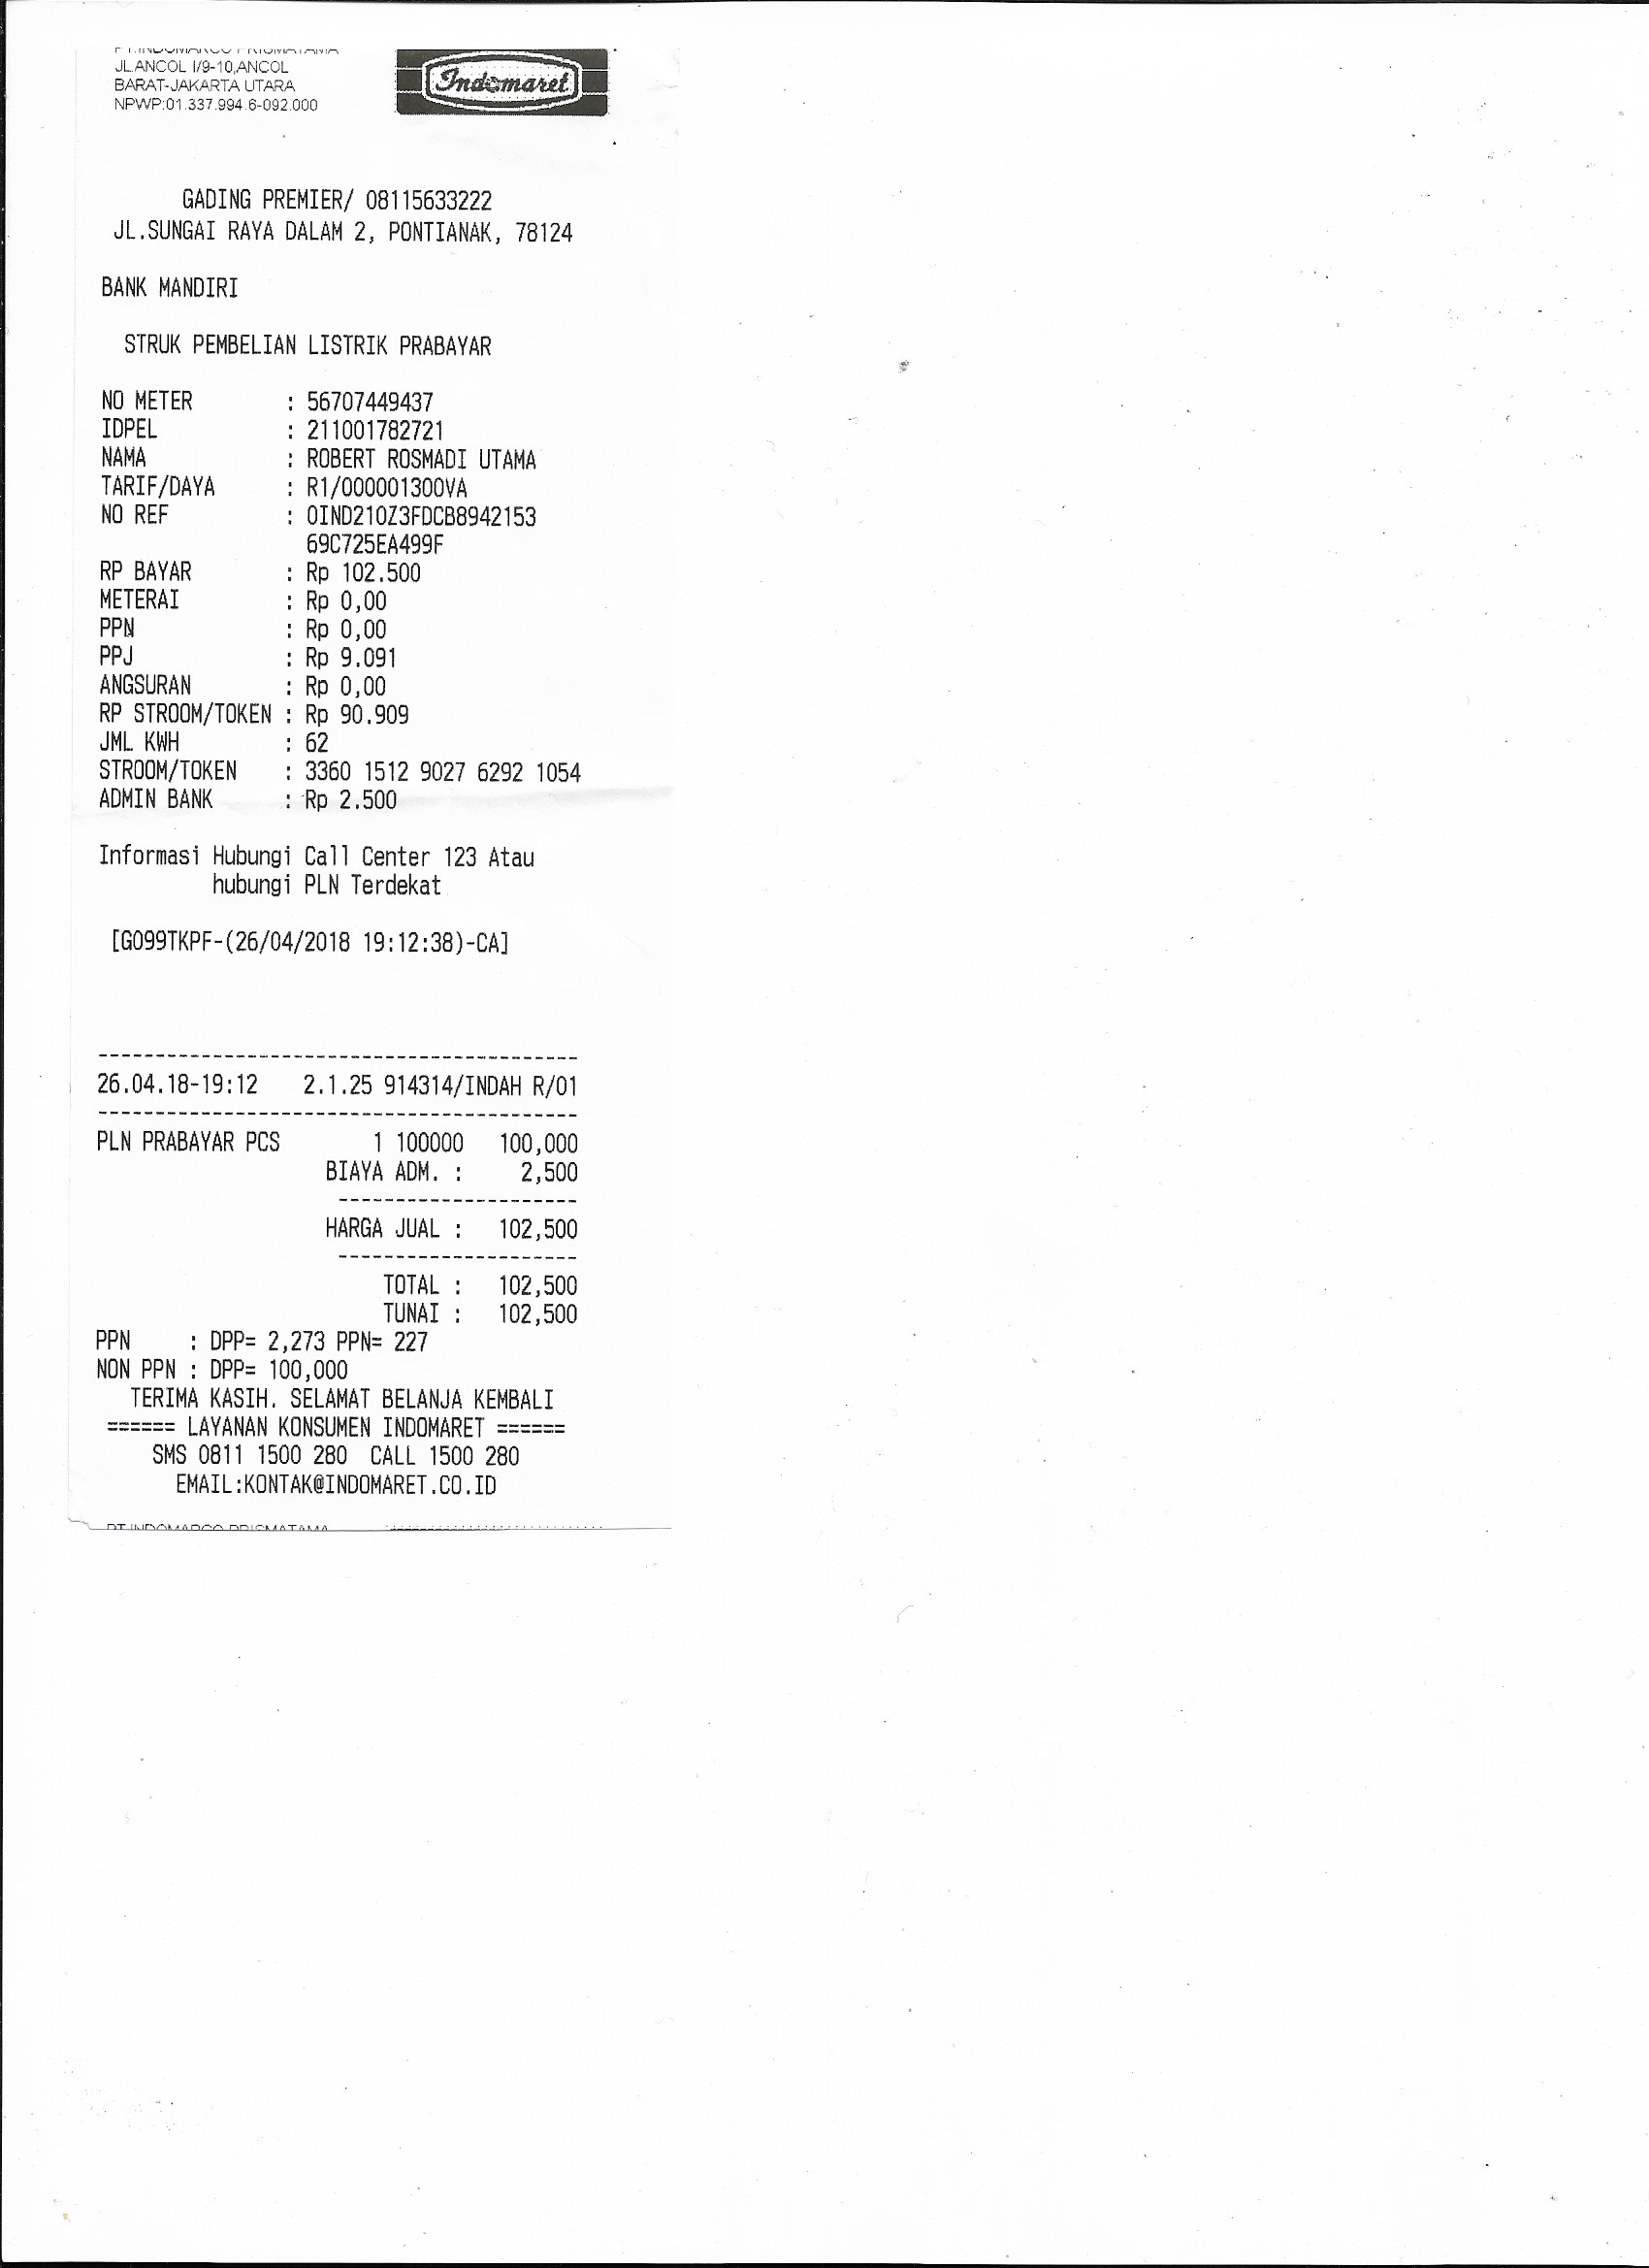 PT.INDOMARCO PRISMATAMA
JL.ANCOL I/9-10,ANCOL
BARAT-JAKARTA UTARA
NPWP:01.337.994.6-092.000
Indomaret
GADING PREMIER/ 08115633222
JL.SUNGAI RAYA DALAM 2, PONTIANAK, 78124
BANK MANDIRI
STRUK PEMBELIAN LISTRIK PRABAYAR
NO METER : 56707449437
IDPEL : 211001782721
NAMA : ROBERT ROSMADI UTAMA
TARIF/DAYA : R1/000001300VA
NO REF : 0IND210Z3FDCB8942153
69C725EA499F
RP BAYAR : Rp 102.500
METERAI : Rp 0,00
PPN : Rp 0,00
PPJ : Rp 9.091
ANGSURAN : Rp 0,00
RP STROOM/TOKEN : Rp 90.909
JML KWH : 62
STROOM/TOKEN : 3360 1512 9027 6292 1054
ADMIN BANK : Rp 2.500
Informasi Hubungi Call Center 123 Atau
hubungi PLN Terdekat
[G099TKPF-(26/04/2018 19:12:38)-CA]
------------------------------------------
26.04.18-19:12 2.1.25 914314/INDAH R/01
------------------------------------------
PLN PRABAYAR PCS 1 100000 100,000
BIAYA ADM. : 2,500
---------------------
HARGA JUAL : 102,500
---------------------
TOTAL : 102,500
TUNAI : 102,500
PPN : DPP= 2,273 PPN= 227
NON PPN : DPP= 100,000
TERIMA KASIH. SELAMAT BELANJA KEMBALI
====== LAYANAN KONSUMEN INDOMARET ======
SMS 0811 1500 280 CALL 1500 280
EMAIL:KONTAK@INDOMARET.CO.ID
PT.INDOMARCO PRISMATAMA